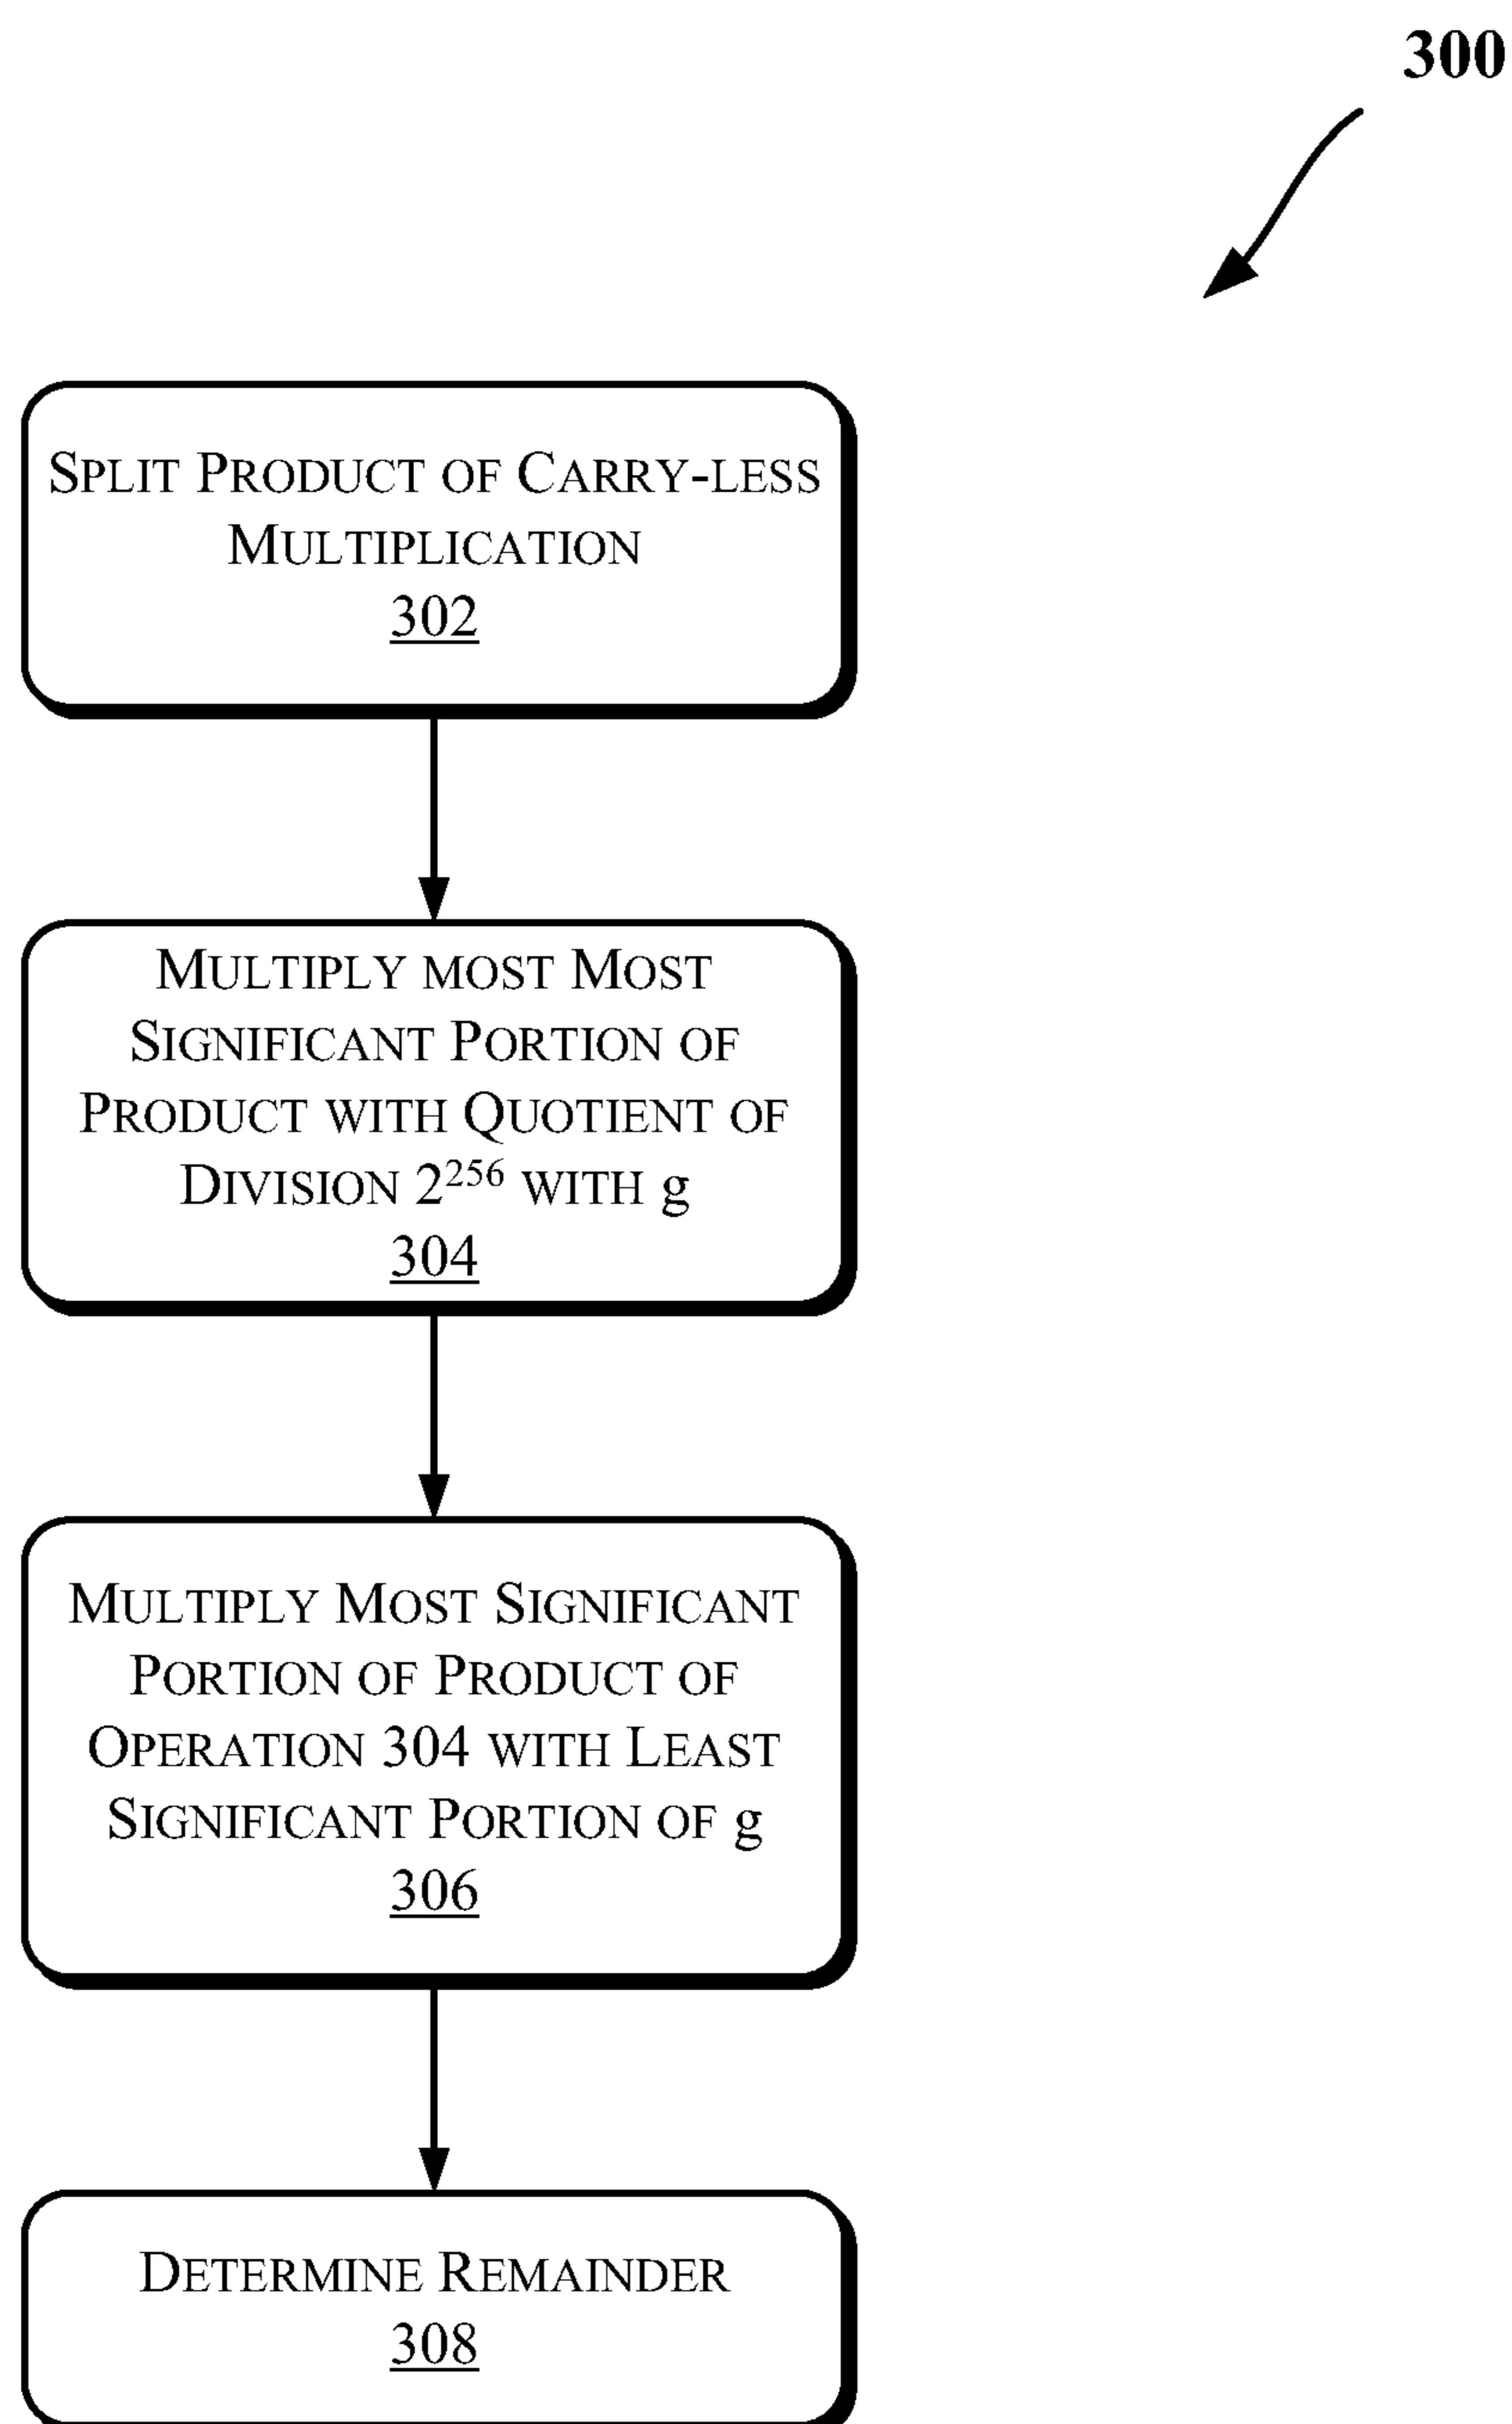 300
SPLIT PRODUCT OF CARRY-LESS
MULTIPLICATION
302
MULTIPLY MOST MOST
SIGNIFICANT PORTION OF
PRODUCT WITH QUOTIENT OF
DIVISION 2²⁵⁶ WITH g
304
MULTIPLY MOST SIGNIFICANT
PORTION OF PRODUCT OF
OPERATION 304 WITH LEAST
SIGNIFICANT PORTION OF g
306
DETERMINE REMAINDER
308